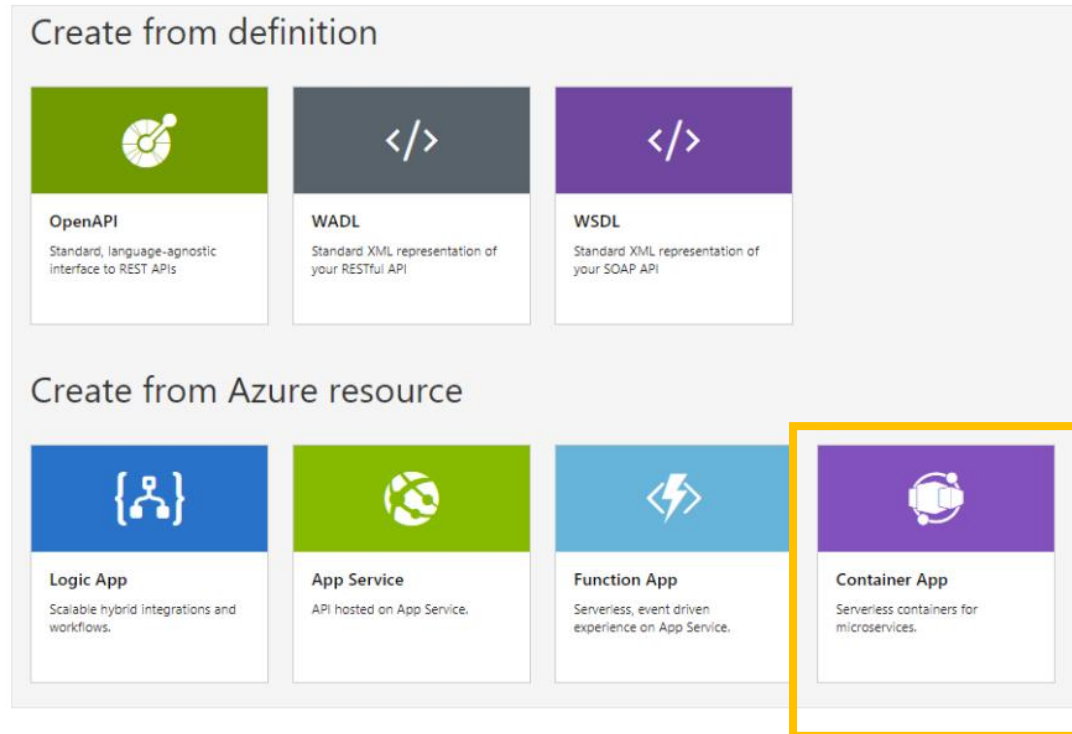 Create from definition
</>
</>
OpenAPI
Standard, language-agnostic
interface to REST APIs
WADL
Standard XML representation of
your RESTful API
WSDL
Standard XML representation of
your SOAP API
Create from Azure resource
Logic App
Scalable hybrid integrations and
workflows.
App Service
API hosted on App Service.
Function App
Serverless, event driven
experience on App Service.
Container App
Serverless containers for
microservices.